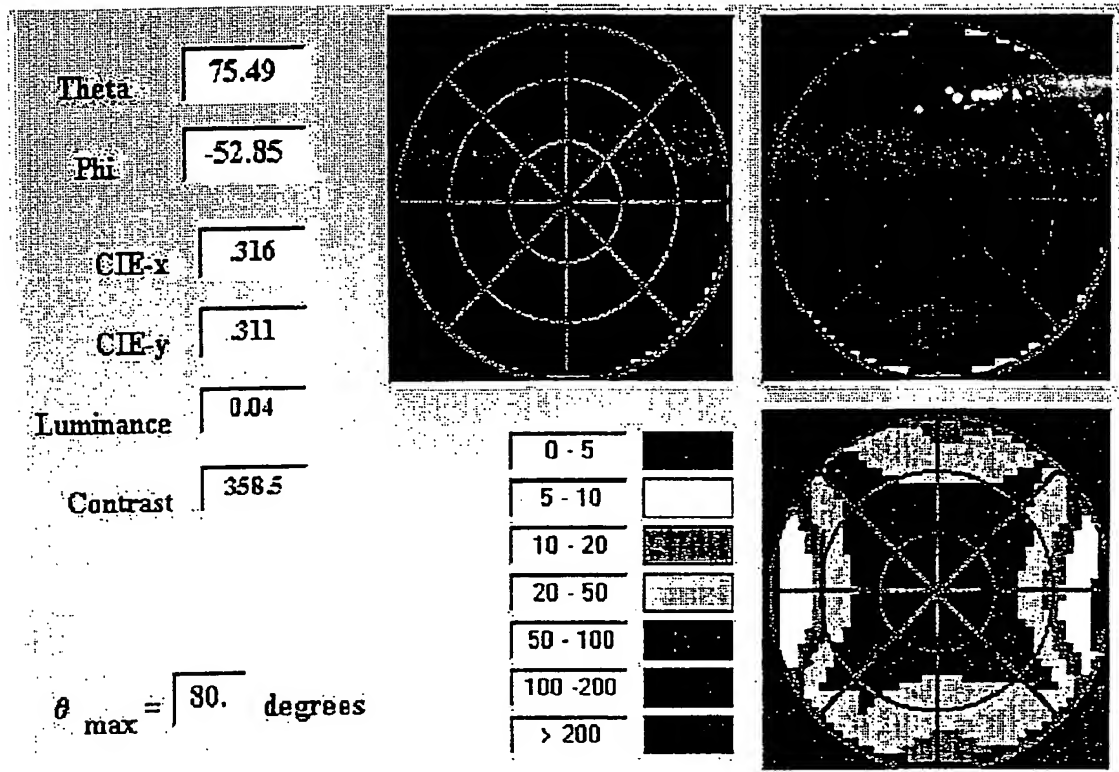 Theta 75.49
Phi -52.85
CIE-x .316
CIE-y .311
Luminance 0.04
Contrast 358.5
θ max = 80. degrees
0 - 5
5 - 10
10 - 20
20 - 50
50 - 100
100 -200
> 200